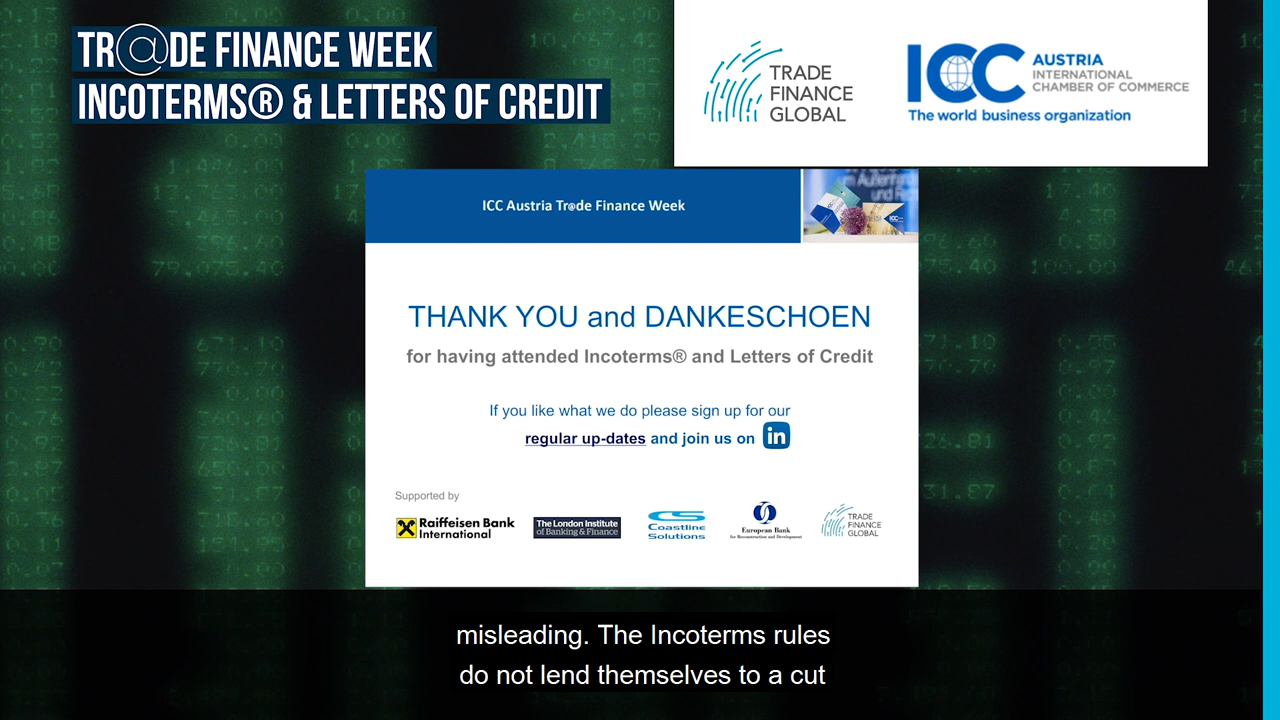 TR@DE FINANCE WEEK
INCOTERMS® & LETTERS OF CREDIT
TRADE
FINANCE
GLOBAL
ICC AUSTRIA
INTERNATIONAL
CHAMBER OF COMMERCE
The world business organization
ICC Austria Tr@de Finance Week
THANK YOU and DANKESCHOEN
for having attended Incoterms® and Letters of Credit
If you like what we do please sign up for our
regular up-dates and join us on in
Supported by
Raiffeisen Bank
International
The London Institute
of Banking & Finance
CS
Coastline
Solutions
European Bank
for Reconstruction and Development
TRADE
FINANCE
GLOBAL
misleading. The Incoterms rules
do not lend themselves to a cut